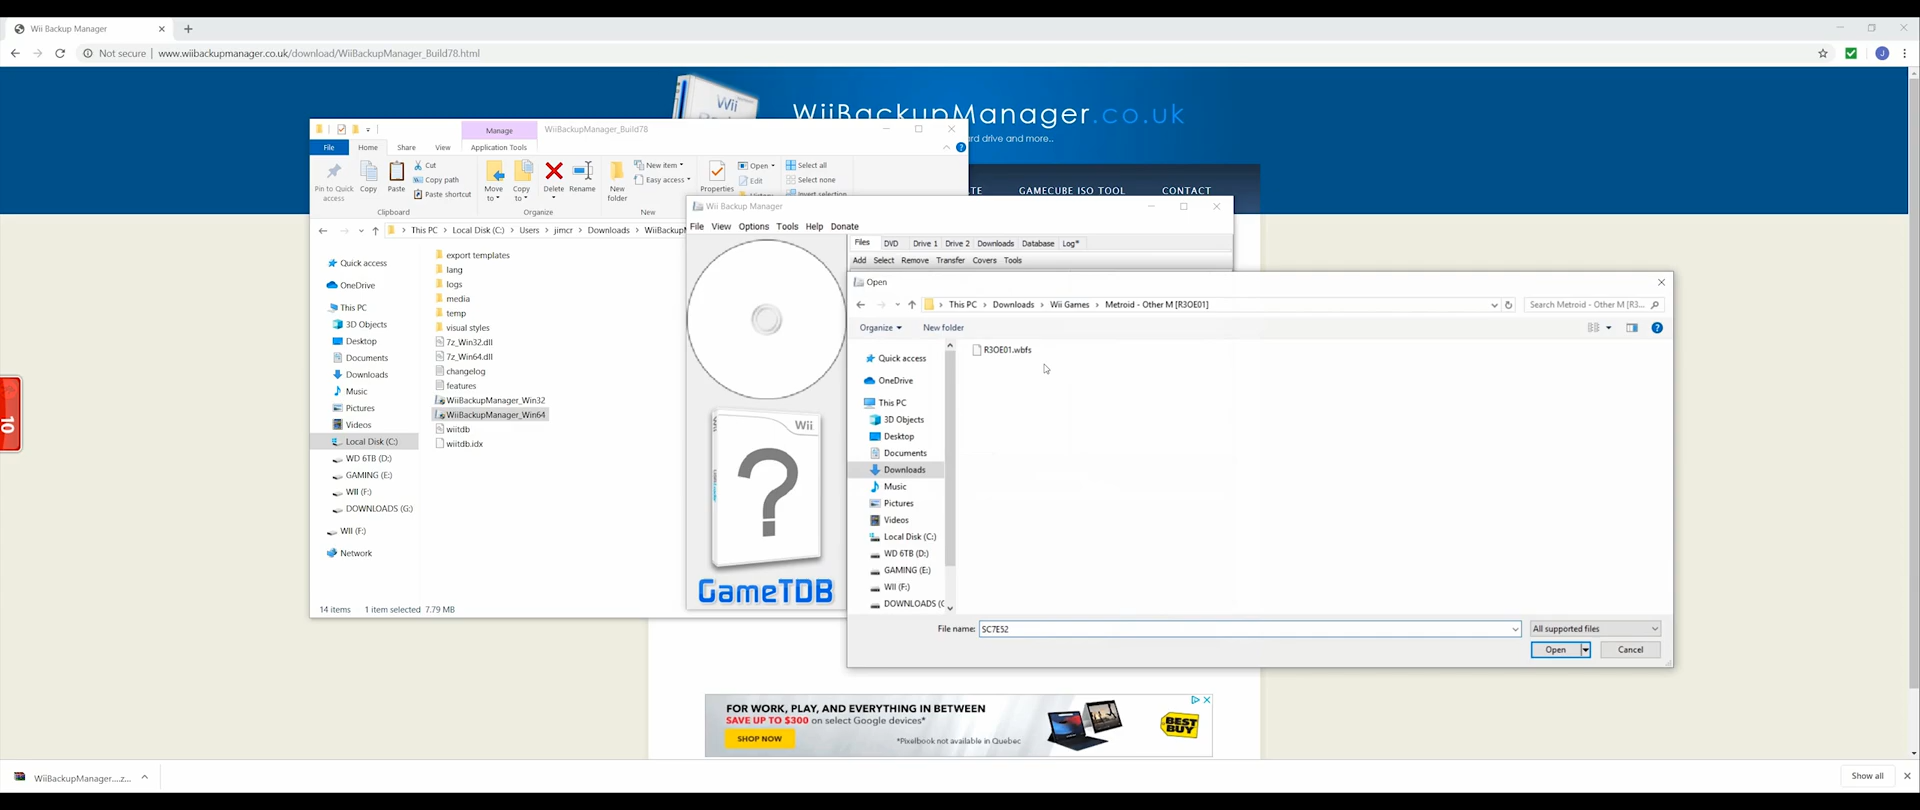 Wii Backup Manager
Not secure
www.wiibackupmanager.co.uk/download/WiiBackupManager_Build78.html
J
Wii
WiiBackupManager.co.uk
ard drive and more..
GAMECUBE ISO TOOL
CONTACT
Manage
WiiBackupManager_Build78
File
Home
Share
View
Application Tools
Pin to Quick access
Copy
Paste
Cut
Copy path
Paste shortcut
Move to
Copy to
Delete
Rename
New folder
New item
Easy access
Properties
Open
Edit
Select all
Select none
Invert selection
Clipboard
Organize
New
This PC
Local Disk (C:)
Users
jimcr
Downloads
WiiBackupM
Quick access
OneDrive
This PC
3D Objects
Desktop
Documents
Downloads
Music
Pictures
Videos
Local Disk (C:)
WD 6TB (D:)
GAMING (E:)
WII (F:)
DOWNLOADS (G:)
WII (F:)
Network
export templates
lang
logs
media
temp
visual styles
7z_Win32.dll
7z_Win64.dll
changelog
features
WiiBackupManager_Win32
WiiBackupManager_Win64
wiitdb
wiitdb.idx
14 items
1 item selected 7.79 MB
Wii Backup Manager
File View Options Tools Help Donate
Files DVD Drive 1 Drive 2 Downloads Database Log*
Add Select Remove Transfer Covers Tools
Wii
?
GameTDB
Open
This PC
Downloads
Wii Games
Metroid - Other M [R3OE01]
Search Metroid - Other M [R3...
Organize
New folder
Quick access
OneDrive
This PC
3D Objects
Desktop
Documents
Downloads
Music
Pictures
Videos
Local Disk (C:)
WD 6TB (D:)
GAMING (E:)
WII (F:)
DOWNLOADS (G
R3OE01.wbfs
File name:
SC7E52
All supported files
Open
Cancel
10
FOR WORK, PLAY, AND EVERYTHING IN BETWEEN
SAVE UP TO $300 on select Google devices*
SHOP NOW
*Pixelbook not available in Quebec
BEST BUY
WiiBackupManager....z...
Show all